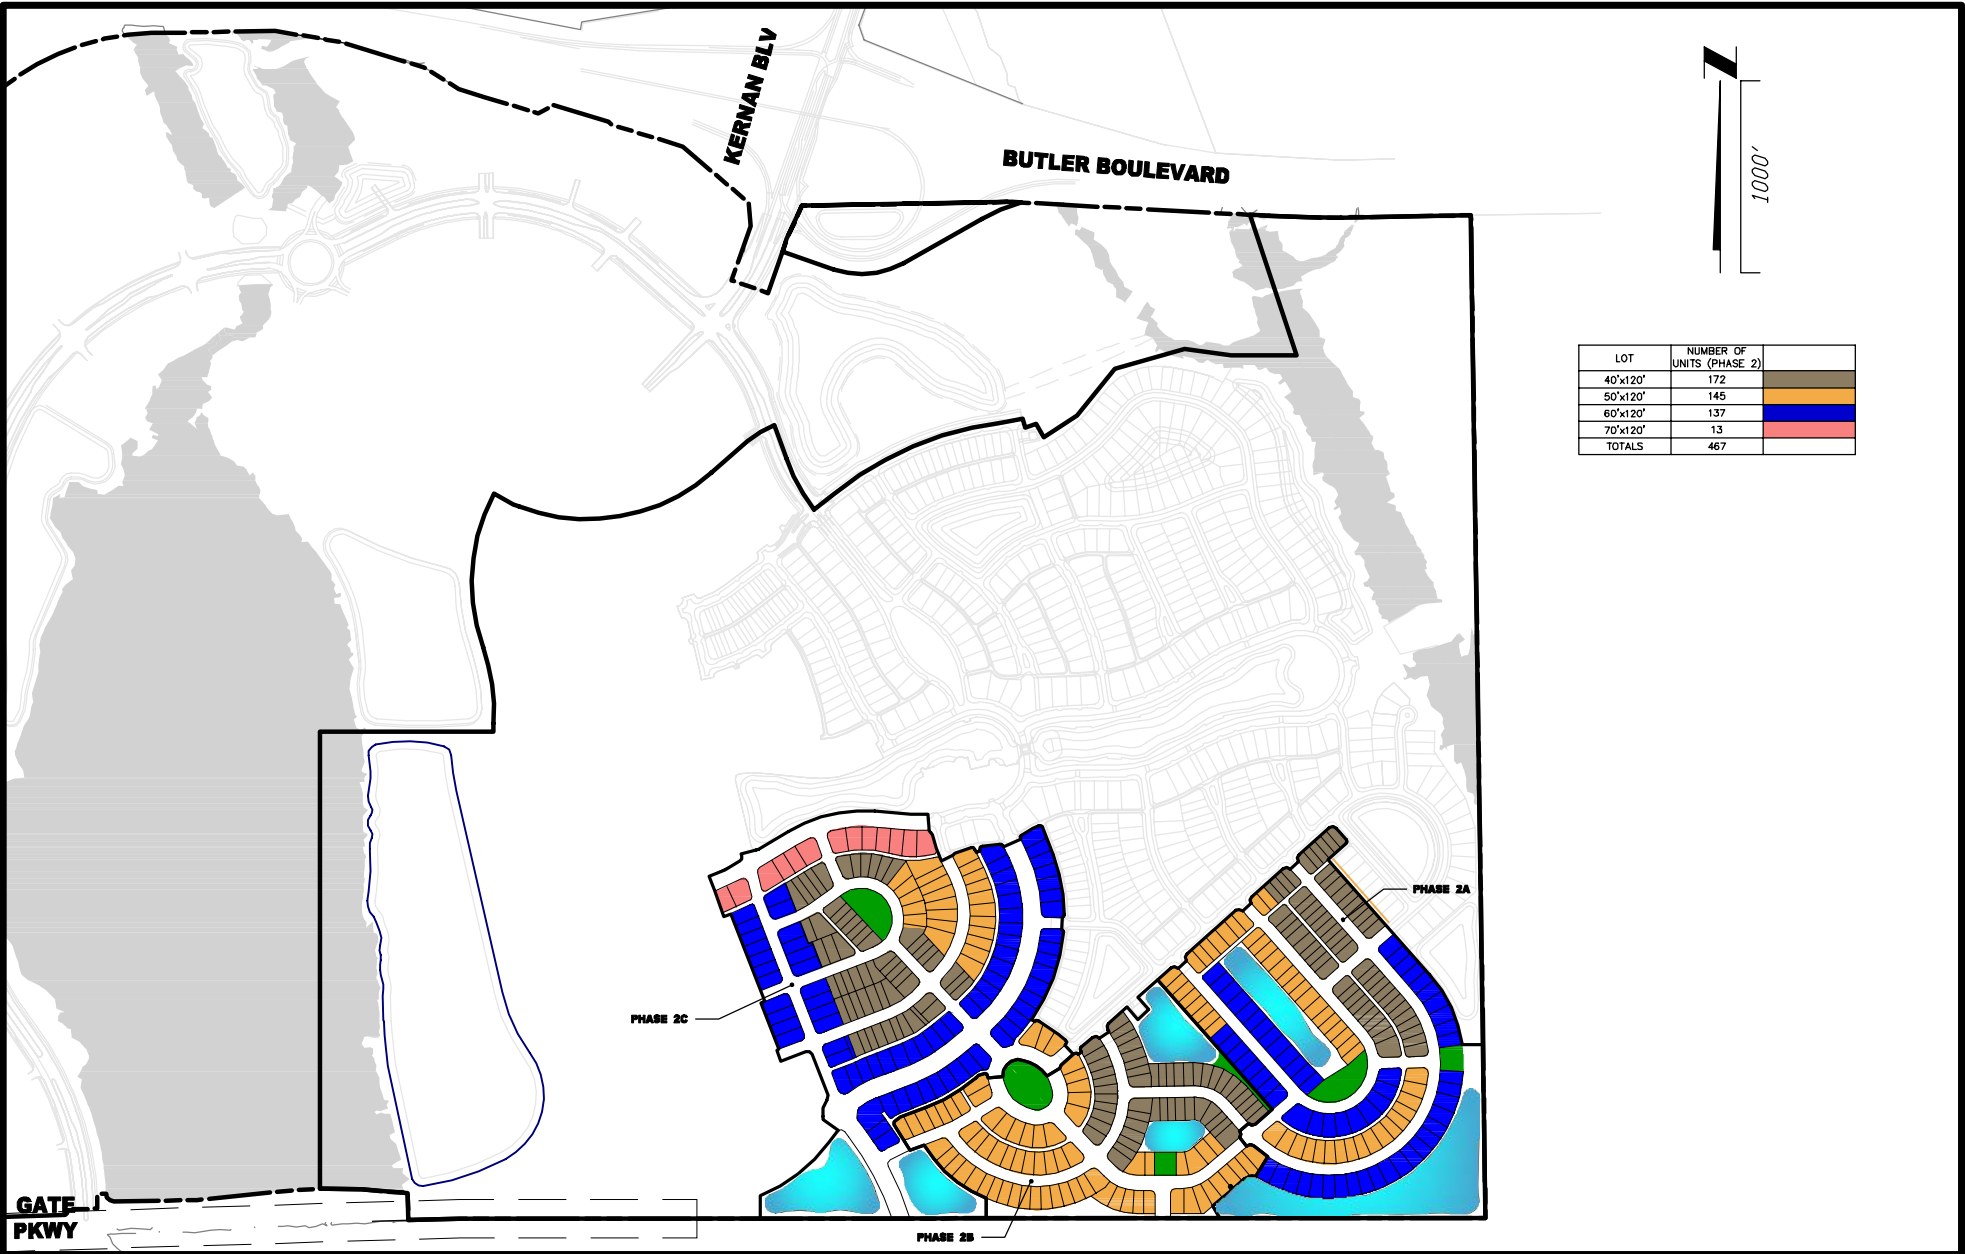 KERNAN BLV
BUTLER BOULEVARD
1000'
LOT NUMBER OF UNITS (PHASE 2)
40'x120' 172
50'x120' 145
60'x120' 137
70'x120' 13
TOTALS 467
PHASE 2A
PHASE 2C
PHASE 2B
GATE
PKWY